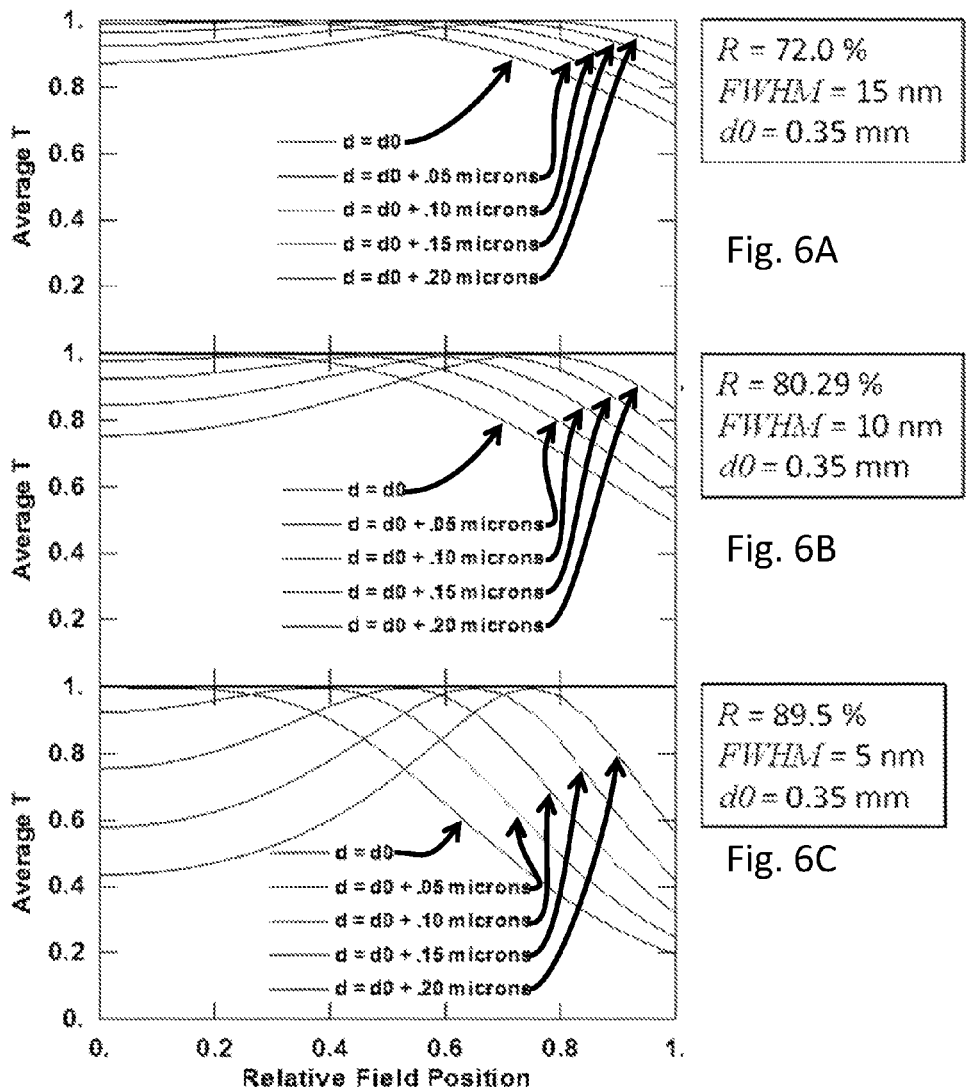 1.
0.8
0.6
0.4
0.2
Average T
d = d0
d = d0 + .05 microns
d = d0 + .10 microns
d = d0 + .15 microns
d = d0 + .20 microns
R = 72.0 %
FWHM = 15 nm
d0 = 0.35 mm
Fig. 6A
1.
0.8
0.6
0.4
0.2
Average T
d = d0
d = d0 + .05 microns
d = d0 + .10 microns
d = d0 + .15 microns
d = d0 + .20 microns
R = 80.29 %
FWHM = 10 nm
d0 = 0.35 mm
Fig. 6B
1.
0.8
0.6
0.4
0.2
0.
Average T
d = d0
d = d0 + .05 microns
d = d0 + .10 microns
d = d0 + .15 microns
d = d0 + .20 microns
R = 89.5 %
FWHM = 5 nm
d0 = 0.35 mm
Fig. 6C
0. 0.2 0.4 0.6 0.8 1.
Relative Field Position